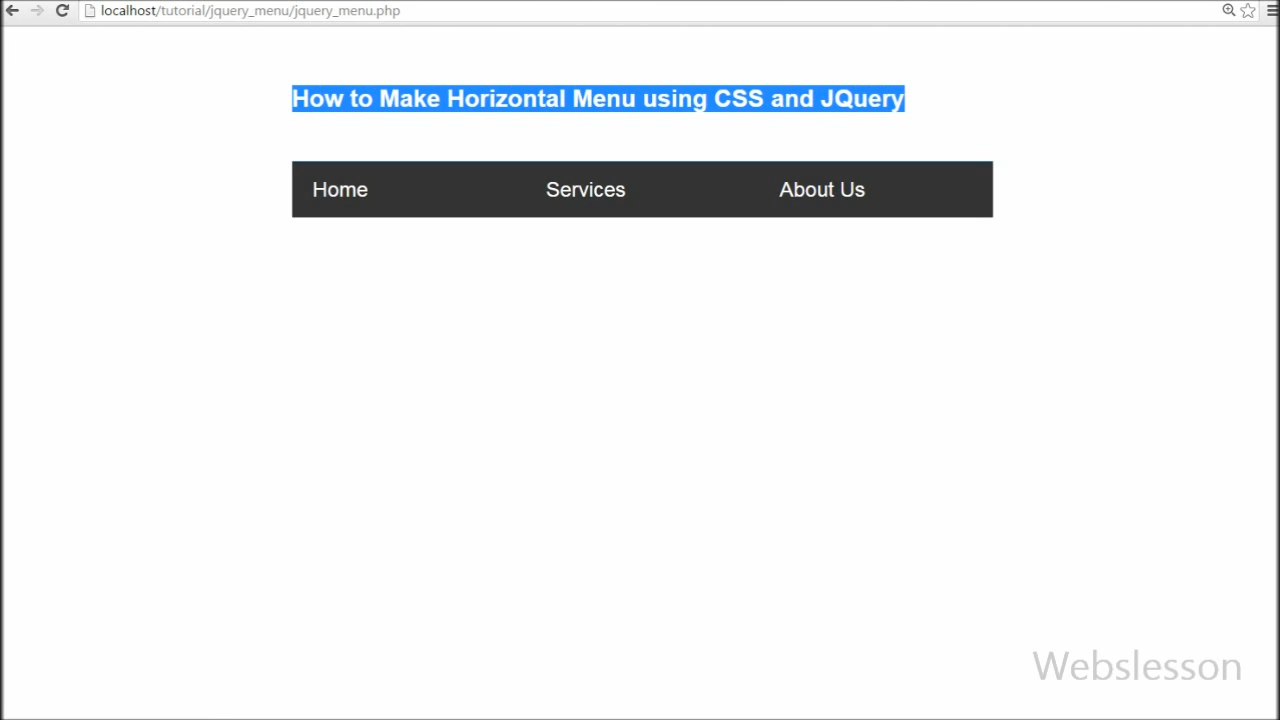 localhost/tutorial/jquery_menu/jquery_menu.php
How to Make Horizontal Menu using CSS and JQuery
Home Services About Us
Webslesson